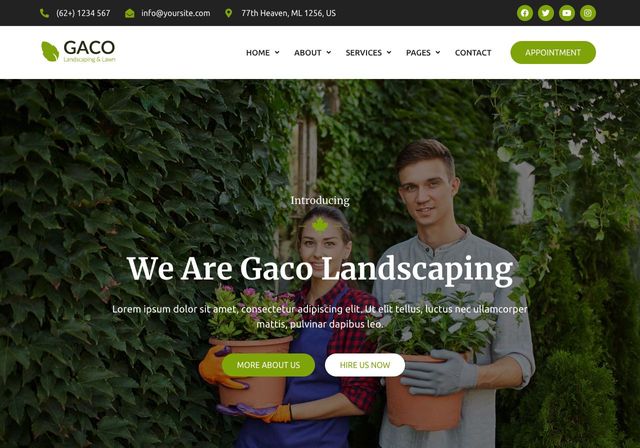 (62+) 1234 567
info@yoursite.com
77th Heaven, ML 1256, US
GACO
Landscaping & Lawn
HOME
ABOUT
SERVICES
PAGES
CONTACT
APPOINTMENT
Introducing
We Are Gaco Landscaping
Lorem ipsum dolor sit amet, consectetur adipiscing elit. Ut elit tellus, luctus nec ullamcorper
mattis, pulvinar dapibus leo.
MORE ABOUT US
HIRE US NOW